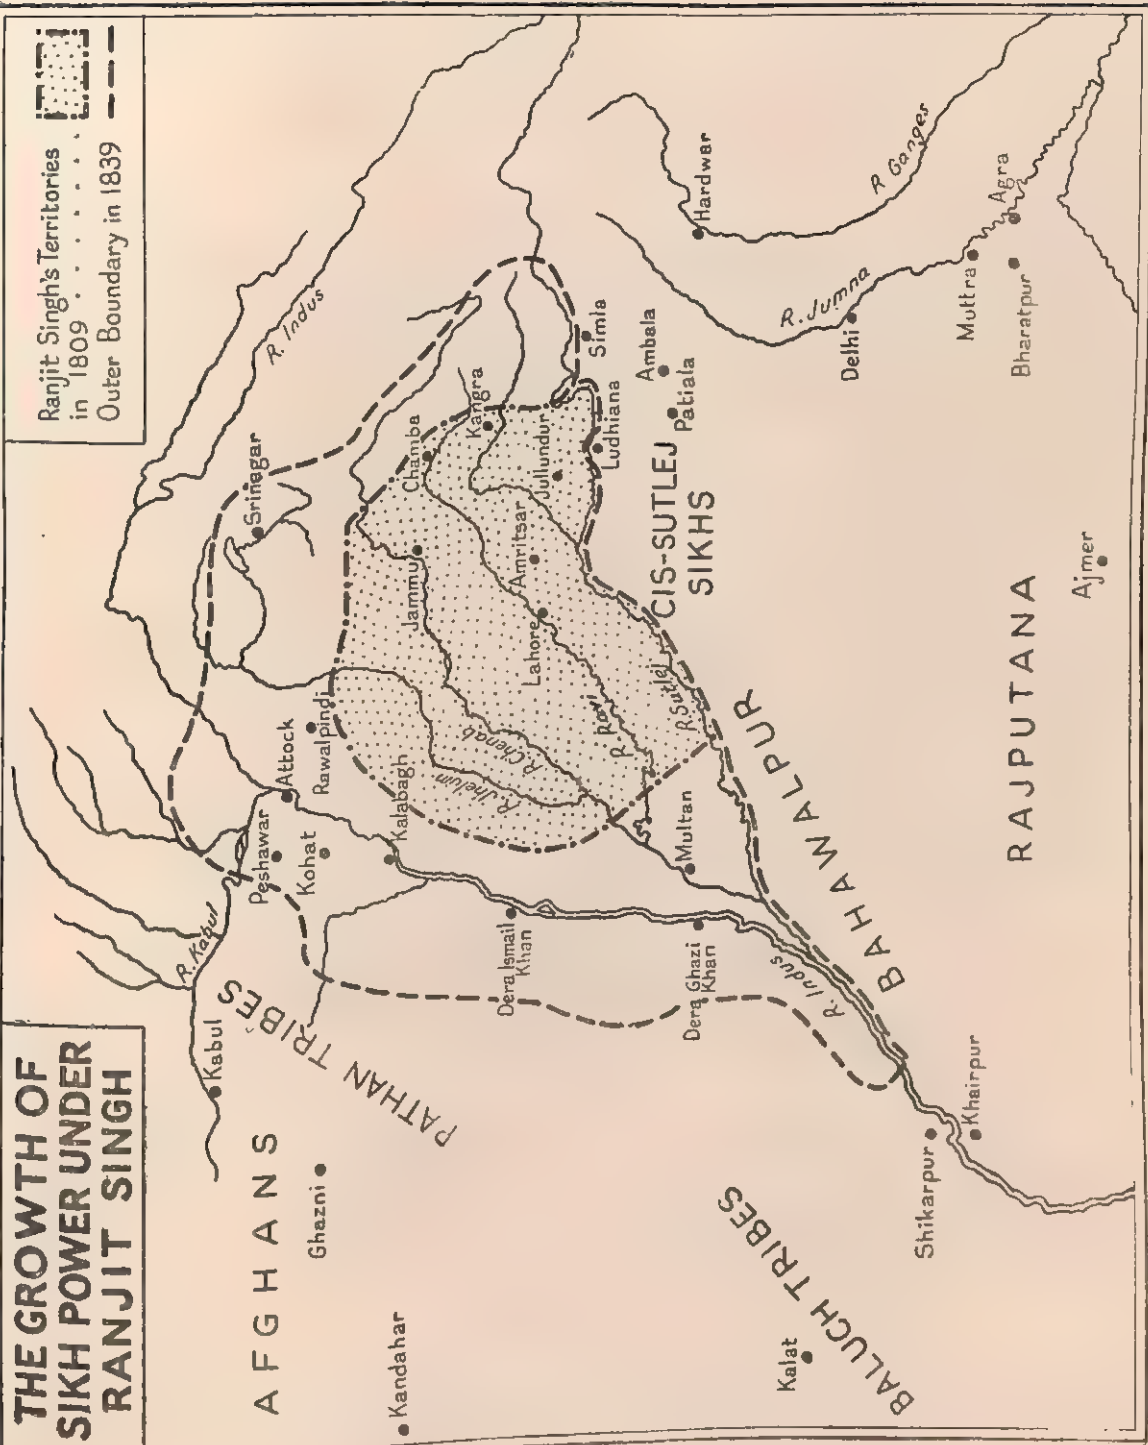 THE GROWTH OF
SIKH POWER UNDER
RANJIT SINGH
Ranjit Singh's Territories
in 1809 . . . . . . .
Outer Boundary in 1839
AFGHANS
PATHAN TRIBES
BALUCH TRIBES
BAHAWALPUR
RAJPUTANA
CIS-SUTLEJ
SIKHS
Kabul
R. Kabul
Ghazni
Kandahar
Kalat
Peshawar
Kohat
Attock
Rawalpindi
Kalabagh
Srinagar
R. Indus
Jammu
Chamba
Kangra
R. Jhelum
R. Chenab
R. Ravi
R. Sutlej
Lahore
Amritsar
Jullundur
Ludhiana
Simla
Ambala
Patiala
Dera Ismail
Khan
Dera Ghazi
Khan
Multan
R. Indus
Shikarpur
Khairpur
Hardwar
R Ganges
R. Jumna
Delhi
Muttra
Agra
Bharatpur
Ajmer